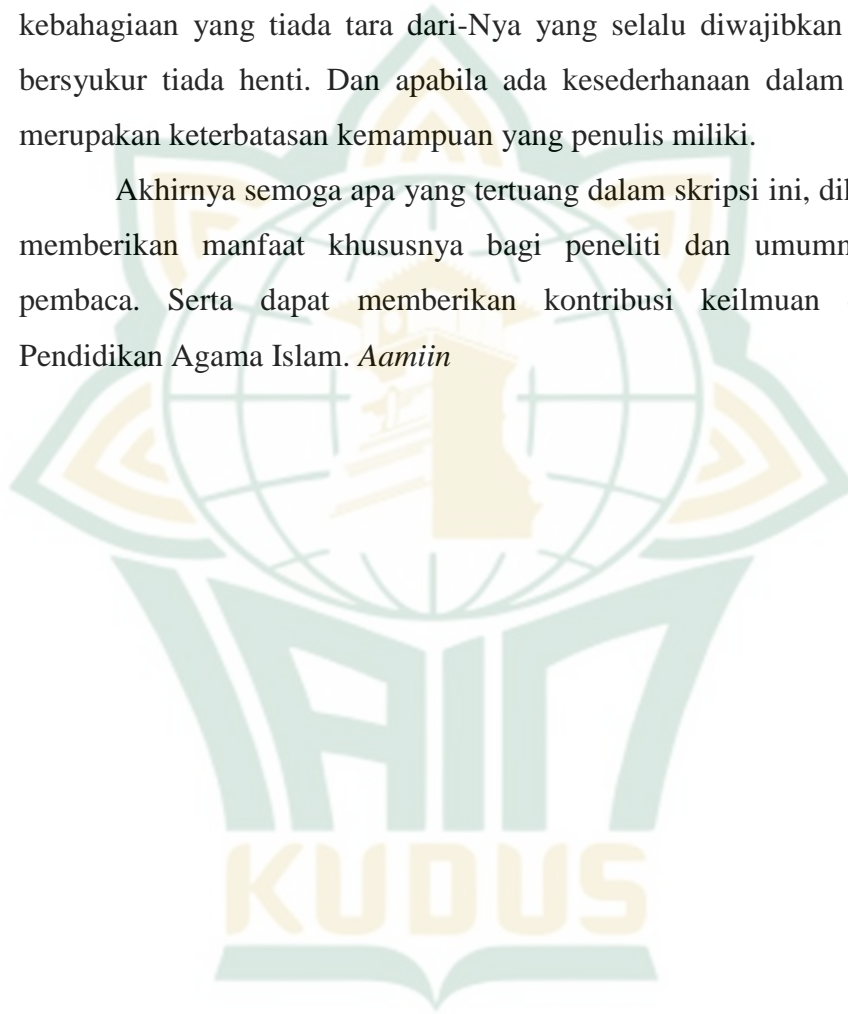 kebahagiaan yang tiada tara dari-Nya yang selalu diwajibkan
bersyukur tiada henti. Dan apabila ada kesederhanaan dalam
merupakan keterbatasan kemampuan yang penulis miliki.
Akhirnya semoga apa yang tertuang dalam skripsi ini,
memberikan manfaat khususnya bagi peneliti dan
pembaca. Serta dapat memberikan kontribusi keilmuan
Pendidikan Agama Islam. Aamiin
IAIN
KUDUS